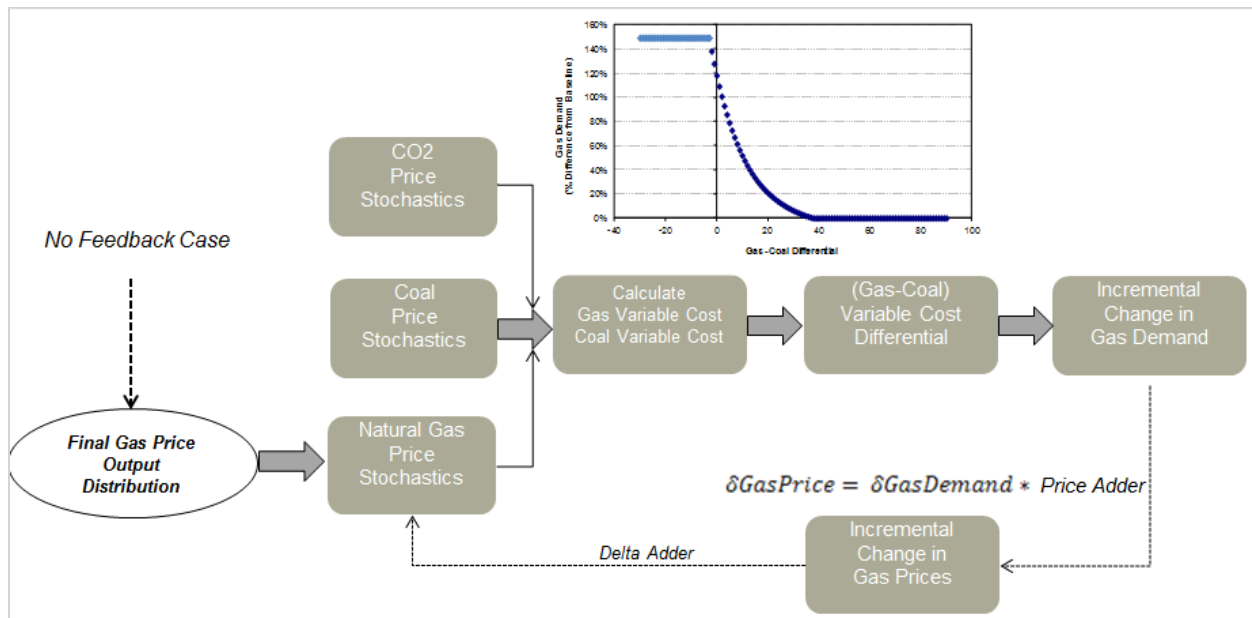 160%
140%
120%
100%
80%
60%
40%
20%
0%
-40
-20
0
20
40
60
80
100
Gas Demand
(% Difference from Baseline)
Gas -Coal Differential
CO2
Price
Stochastics
No Feedback Case
Coal
Price
Stochastics
Calculate
Gas Variable Cost
Coal Variable Cost
(Gas-Coal)
Variable Cost
Differential
Incremental
Change in
Gas Demand
Final Gas Price
Output
Distribution
Natural Gas
Price
Stochastics
δGasPrice = δGasDemand * Price Adder
Delta Adder
Incremental
Change in
Gas Prices